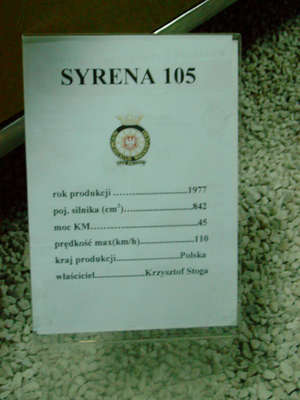 SYRENA 105
rok produkcji ........................1977
poj. silnika (cm³)........................842
moc KM........................45
prędkość max(km/h)........................110
kraj produkcji........................Polska
właściciel........................Krzysztof Stoga